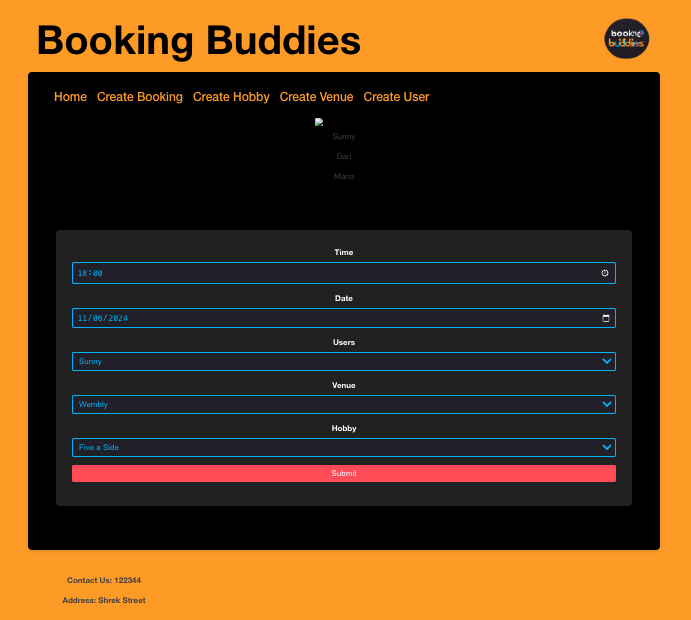 Booking Buddies
booking
buddies
Home Create Booking Create Hobby Create Venue Create User
Sunny
Dan
Maria
Time
18:00
Date
11/06/2024
Users
Sunny
Venue
Wembly
Hobby
Five a Side
Submit
Contact Us: 122344
Address: Shrek Street